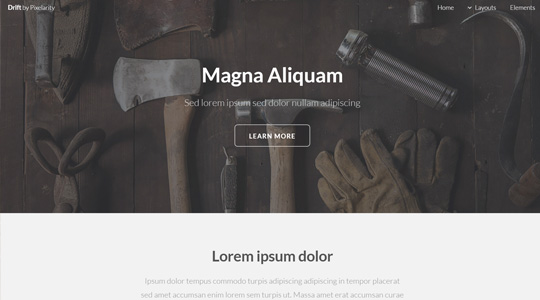 Drift by Pixelarity
Home Layouts Elements
Magna Aliquam
Sed lorem ipsum sed dolor nullam adipiscing
LEARN MORE
Lorem ipsum dolor
Ipsum dolor tempus commodo turpis adipiscing adipiscing in tempor placerat
sed amet accumsan enim lorem sem turpis ut. Massa amet erat accumsan curae